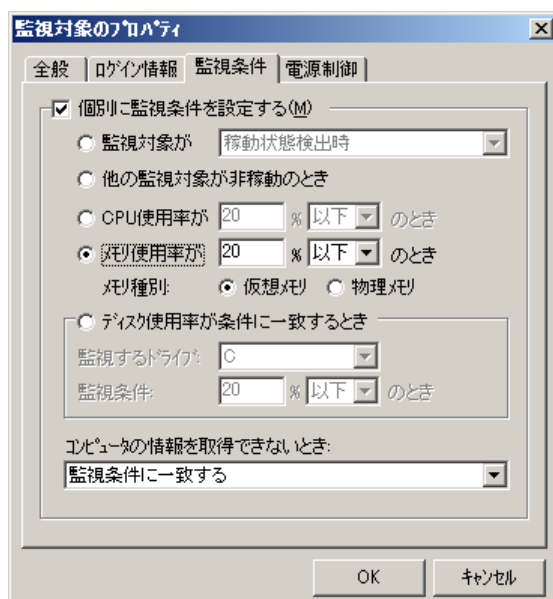 監視対象のプロパティ
全般 ログイン情報 監視条件 電源制御
個別に監視条件を設定する(M)
監視対象が 稼動状態検出時
他の監視対象が非稼動のとき
CPU使用率が 20 % 以下 のとき
メモリ使用率が 20 % 以下 のとき
メモリ種別: 仮想メモリ 物理メモリ
ディスク使用率が条件に一致するとき
監視するドライブ: C
監視条件: 20 % 以下 のとき
コンピュータの情報を取得できないとき:
監視条件に一致する
OK キャンセル